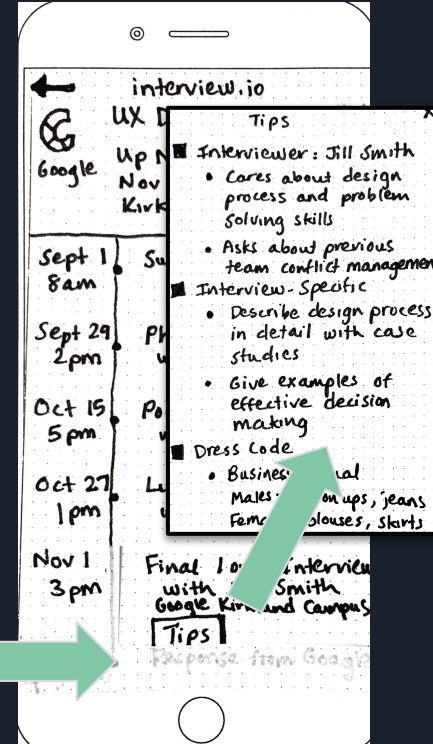 interview.io
UX D
Google
Up N
Nov
Kirk
Sept 1
8am
Su
Sept 29
2pm
Ph
w
Oct 15
5pm
Po
Oct 27
1pm
Lu
Nov 1
3pm
Final interview
with Smith
Google Kirkland Campus
Tips
Response from Google
Tips
X
Interviewer: Jill Smith
• Cares about design
process and problem
solving skills
• Asks about previous
team conflict management
Interview-Specific
• Describe design process
in detail with case
studies
• Give examples of
effective decision
making
Dress Code
• Business
Males: ups, jeans
blouses, skirts